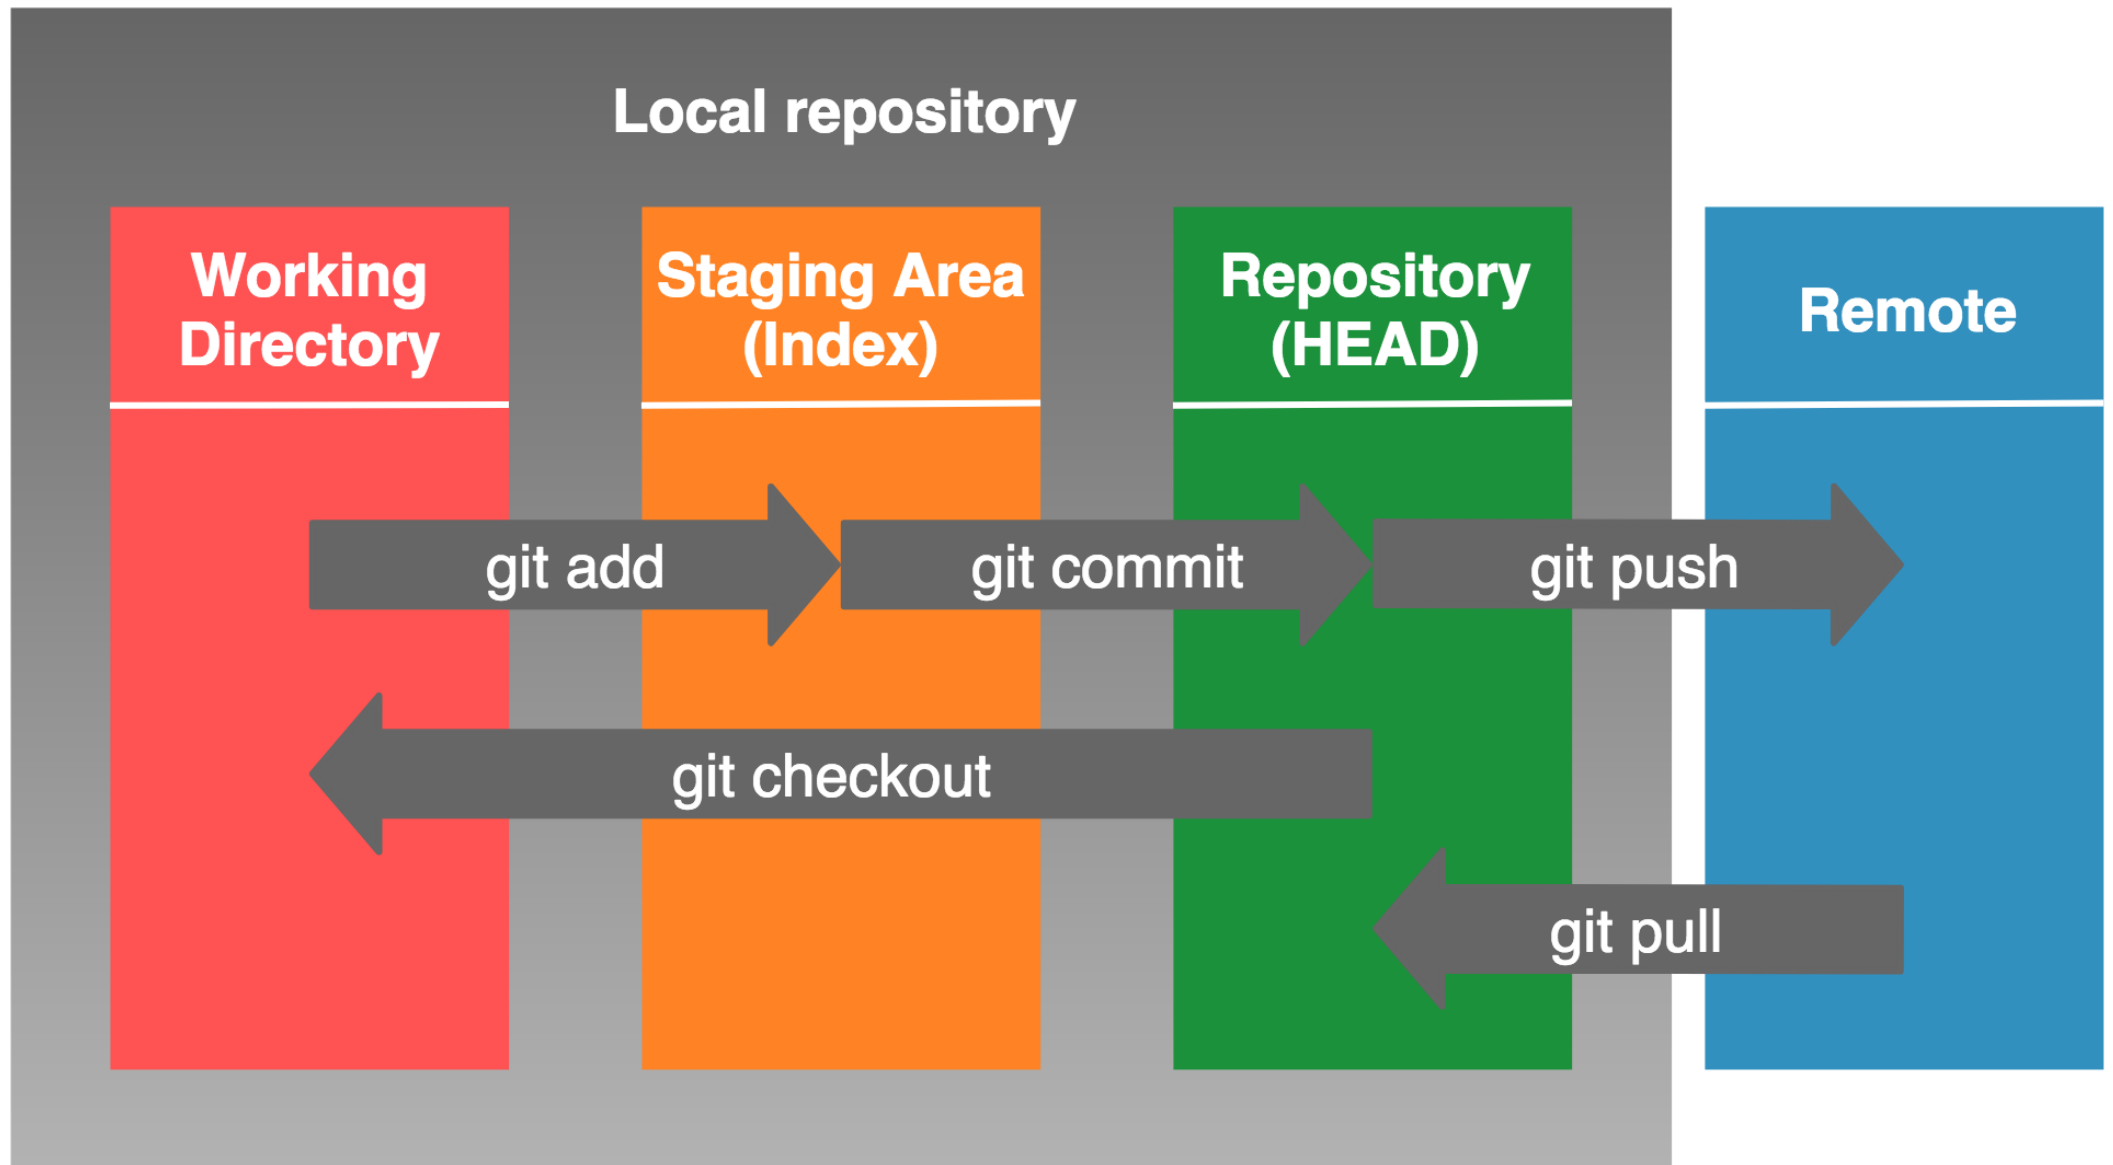 Local repository
Working
Directory
Staging Area
(Index)
Repository
(HEAD)
Remote
git add
git commit
git push
git checkout
git pull